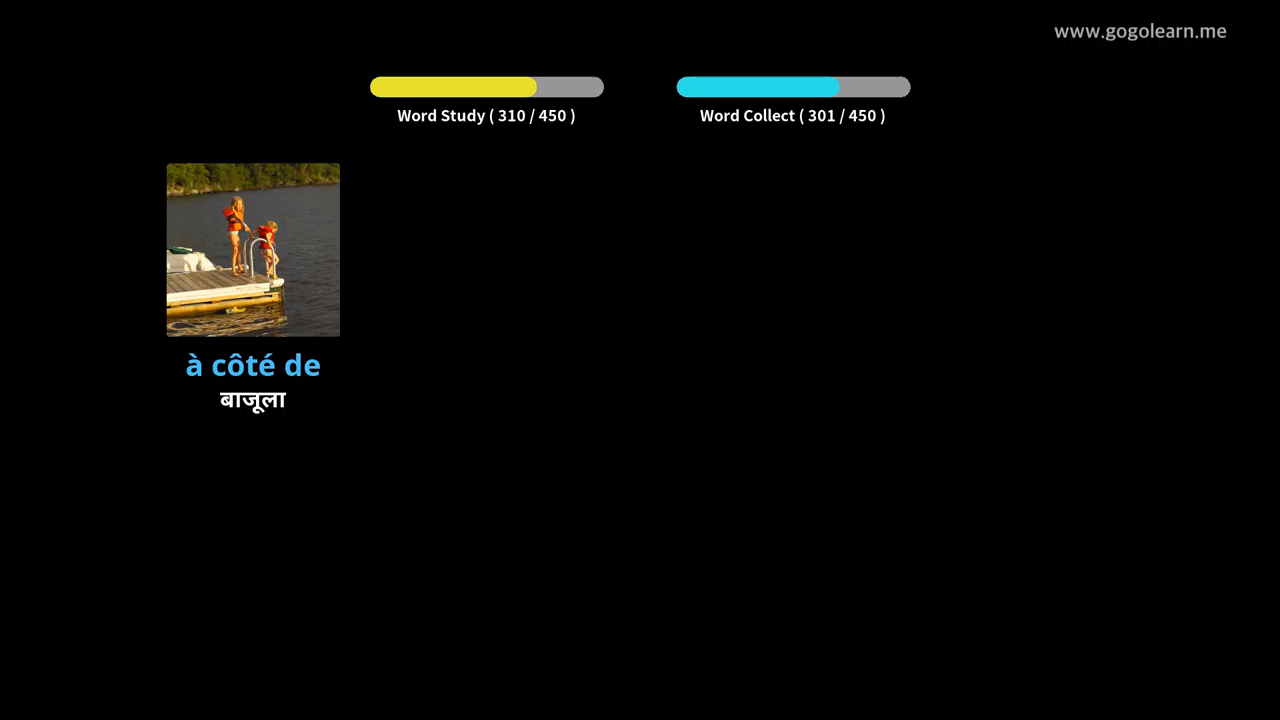 www.gogolearn.me
Word Study ( 310 / 450 )
Word Collect ( 301 / 450 )
à côté de
बाजूला